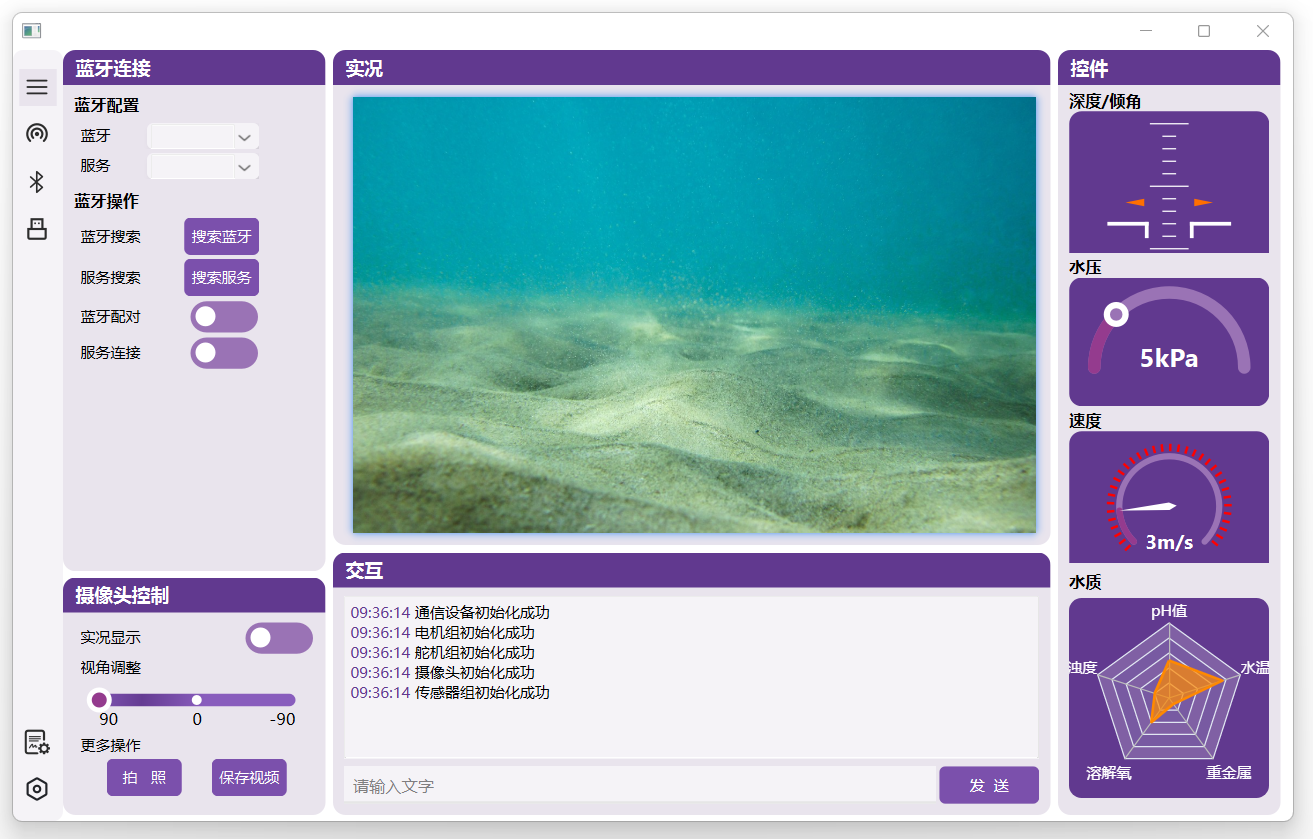 蓝牙连接
蓝牙配置
蓝牙
服务
蓝牙操作
蓝牙搜索 搜索蓝牙
服务搜索 搜索服务
蓝牙配对
服务连接
摄像头控制
实况显示
视角调整
90 0 -90
更多操作
拍 照 保存视频
实况
交互
09:36:14 通信设备初始化成功
09:36:14 电机组初始化成功
09:36:14 舵机组初始化成功
09:36:14 摄像头初始化成功
09:36:14 传感器组初始化成功
请输入文字 发 送
控件
深度/倾角
水压
5kPa
速度
3m/s
水质
pH值
浊度 水温
溶解氧 重金属